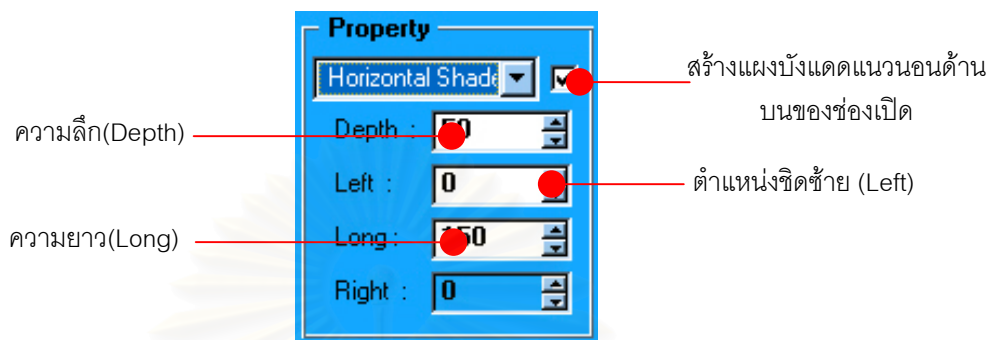 Property
Horizontal Shade
สร้างแผงบังแดดแนวนอนด้าน
บนของช่องเปิด
ความลึก(Depth)
Depth : 50
Left : 0
ตำแหน่งชิดซ้าย (Left)
ความยาว(Long)
Long : 150
Right : 0